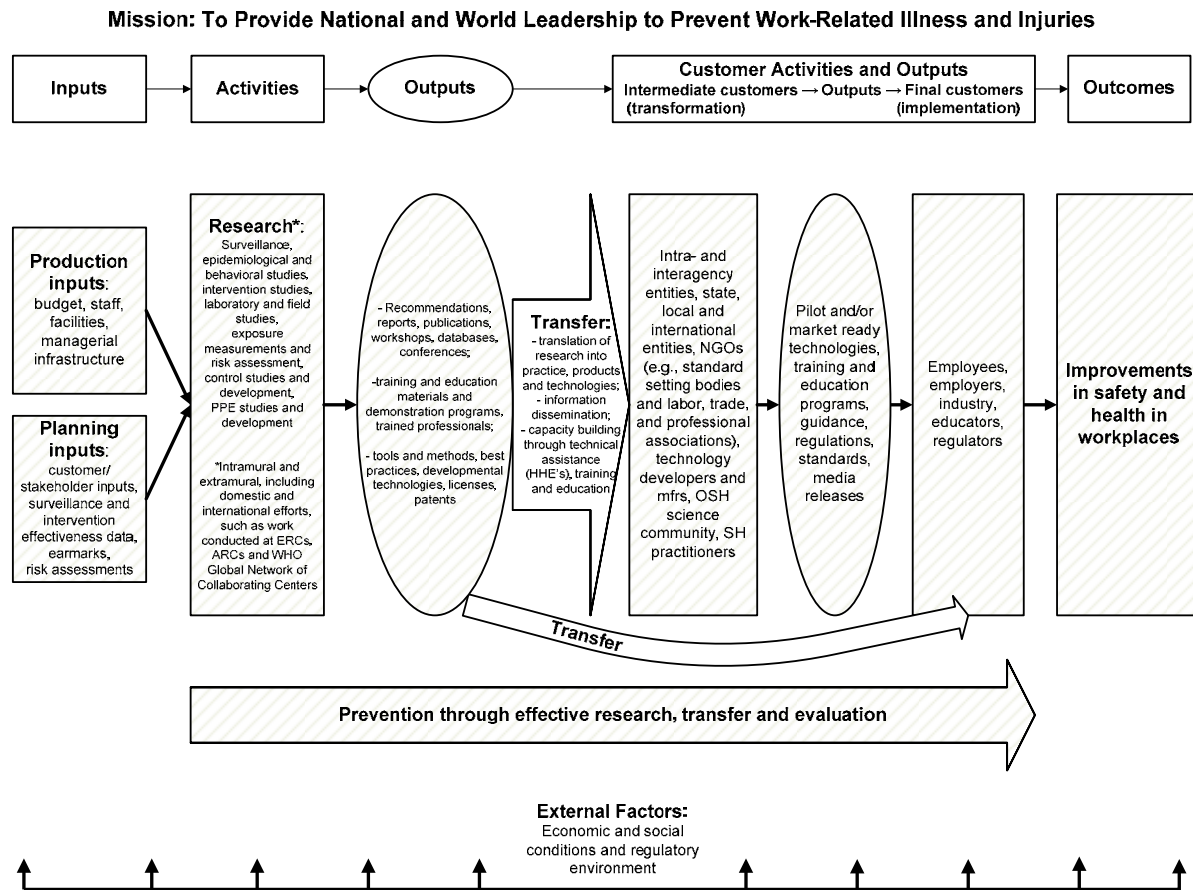 Mission: To Provide National and World Leadership to Prevent Work-Related Illness and Injuries
Inputs
Activities
Outputs
Customer Activities and Outputs
Intermediate customers → Outputs → Final customers
(transformation) (implementation)
Outcomes
Production
inputs:
budget, staff,
facilities,
managerial
infrastructure
Planning
inputs:
customer/
stakeholder inputs,
surveillance and
intervention
effectiveness data,
earmarks,
risk assessments
Research*:
Surveillance,
epidemiological and
behavioral studies,
intervention studies,
laboratory and field
studies,
exposure
measurements and
risk assessment,
control studies and
development,
PPE studies and
development
*Intramural and
extramural, including
domestic and
international efforts,
such as work
conducted at ERCs,
ARCs and WHO
Global Network of
Collaborating Centers
- Recommendations,
reports, publications,
workshops, databases,
conferences;
-training and education
materials and
demonstration programs,
trained professionals;
- tools and methods, best
practices, developmental
technologies, licenses,
patents
Transfer:
- translation of
research into
practice, products
and technologies;
- information
dissemination;
- capacity building
through technical
assistance
(HHE's), training
and education
Intra- and
interagency
entities, state,
local and
international
entities, NGOs
(e.g., standard
setting bodies
and labor, trade,
and professional
associations),
technology
developers and
mfrs, OSH
science
community, SH
practitioners
Pilot and/or
market ready
technologies,
training and
education
programs,
guidance,
regulations,
standards,
media
releases
Employees,
employers,
industry,
educators,
regulators
Improvements
in safety and
health in
workplaces
Transfer
Prevention through effective research, transfer and evaluation
External Factors:
Economic and social
conditions and regulatory
environment